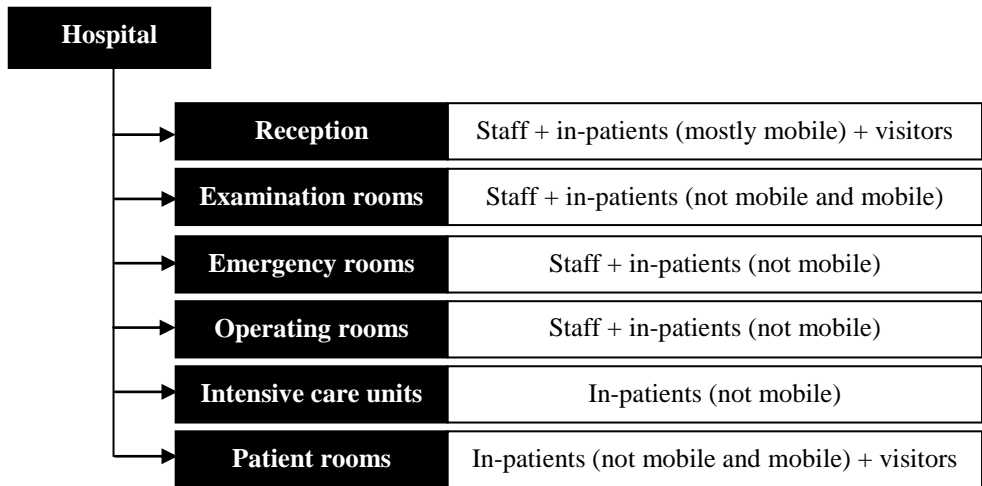 Hospital
Reception
Staff + in-patients (mostly mobile) + visitors
Examination rooms
Staff + in-patients (not mobile and mobile)
Emergency rooms
Staff + in-patients (not mobile)
Operating rooms
Staff + in-patients (not mobile)
Intensive care units
In-patients (not mobile)
Patient rooms
In-patients (not mobile and mobile) + visitors